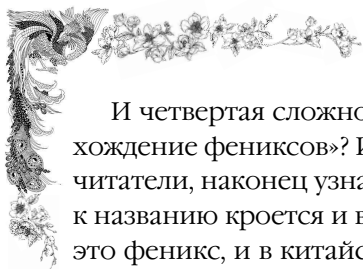 И четвертая сложно
хождение фениксов»? И
читатели, наконец узна
к названию кроется и в
это феникс, и в китайс